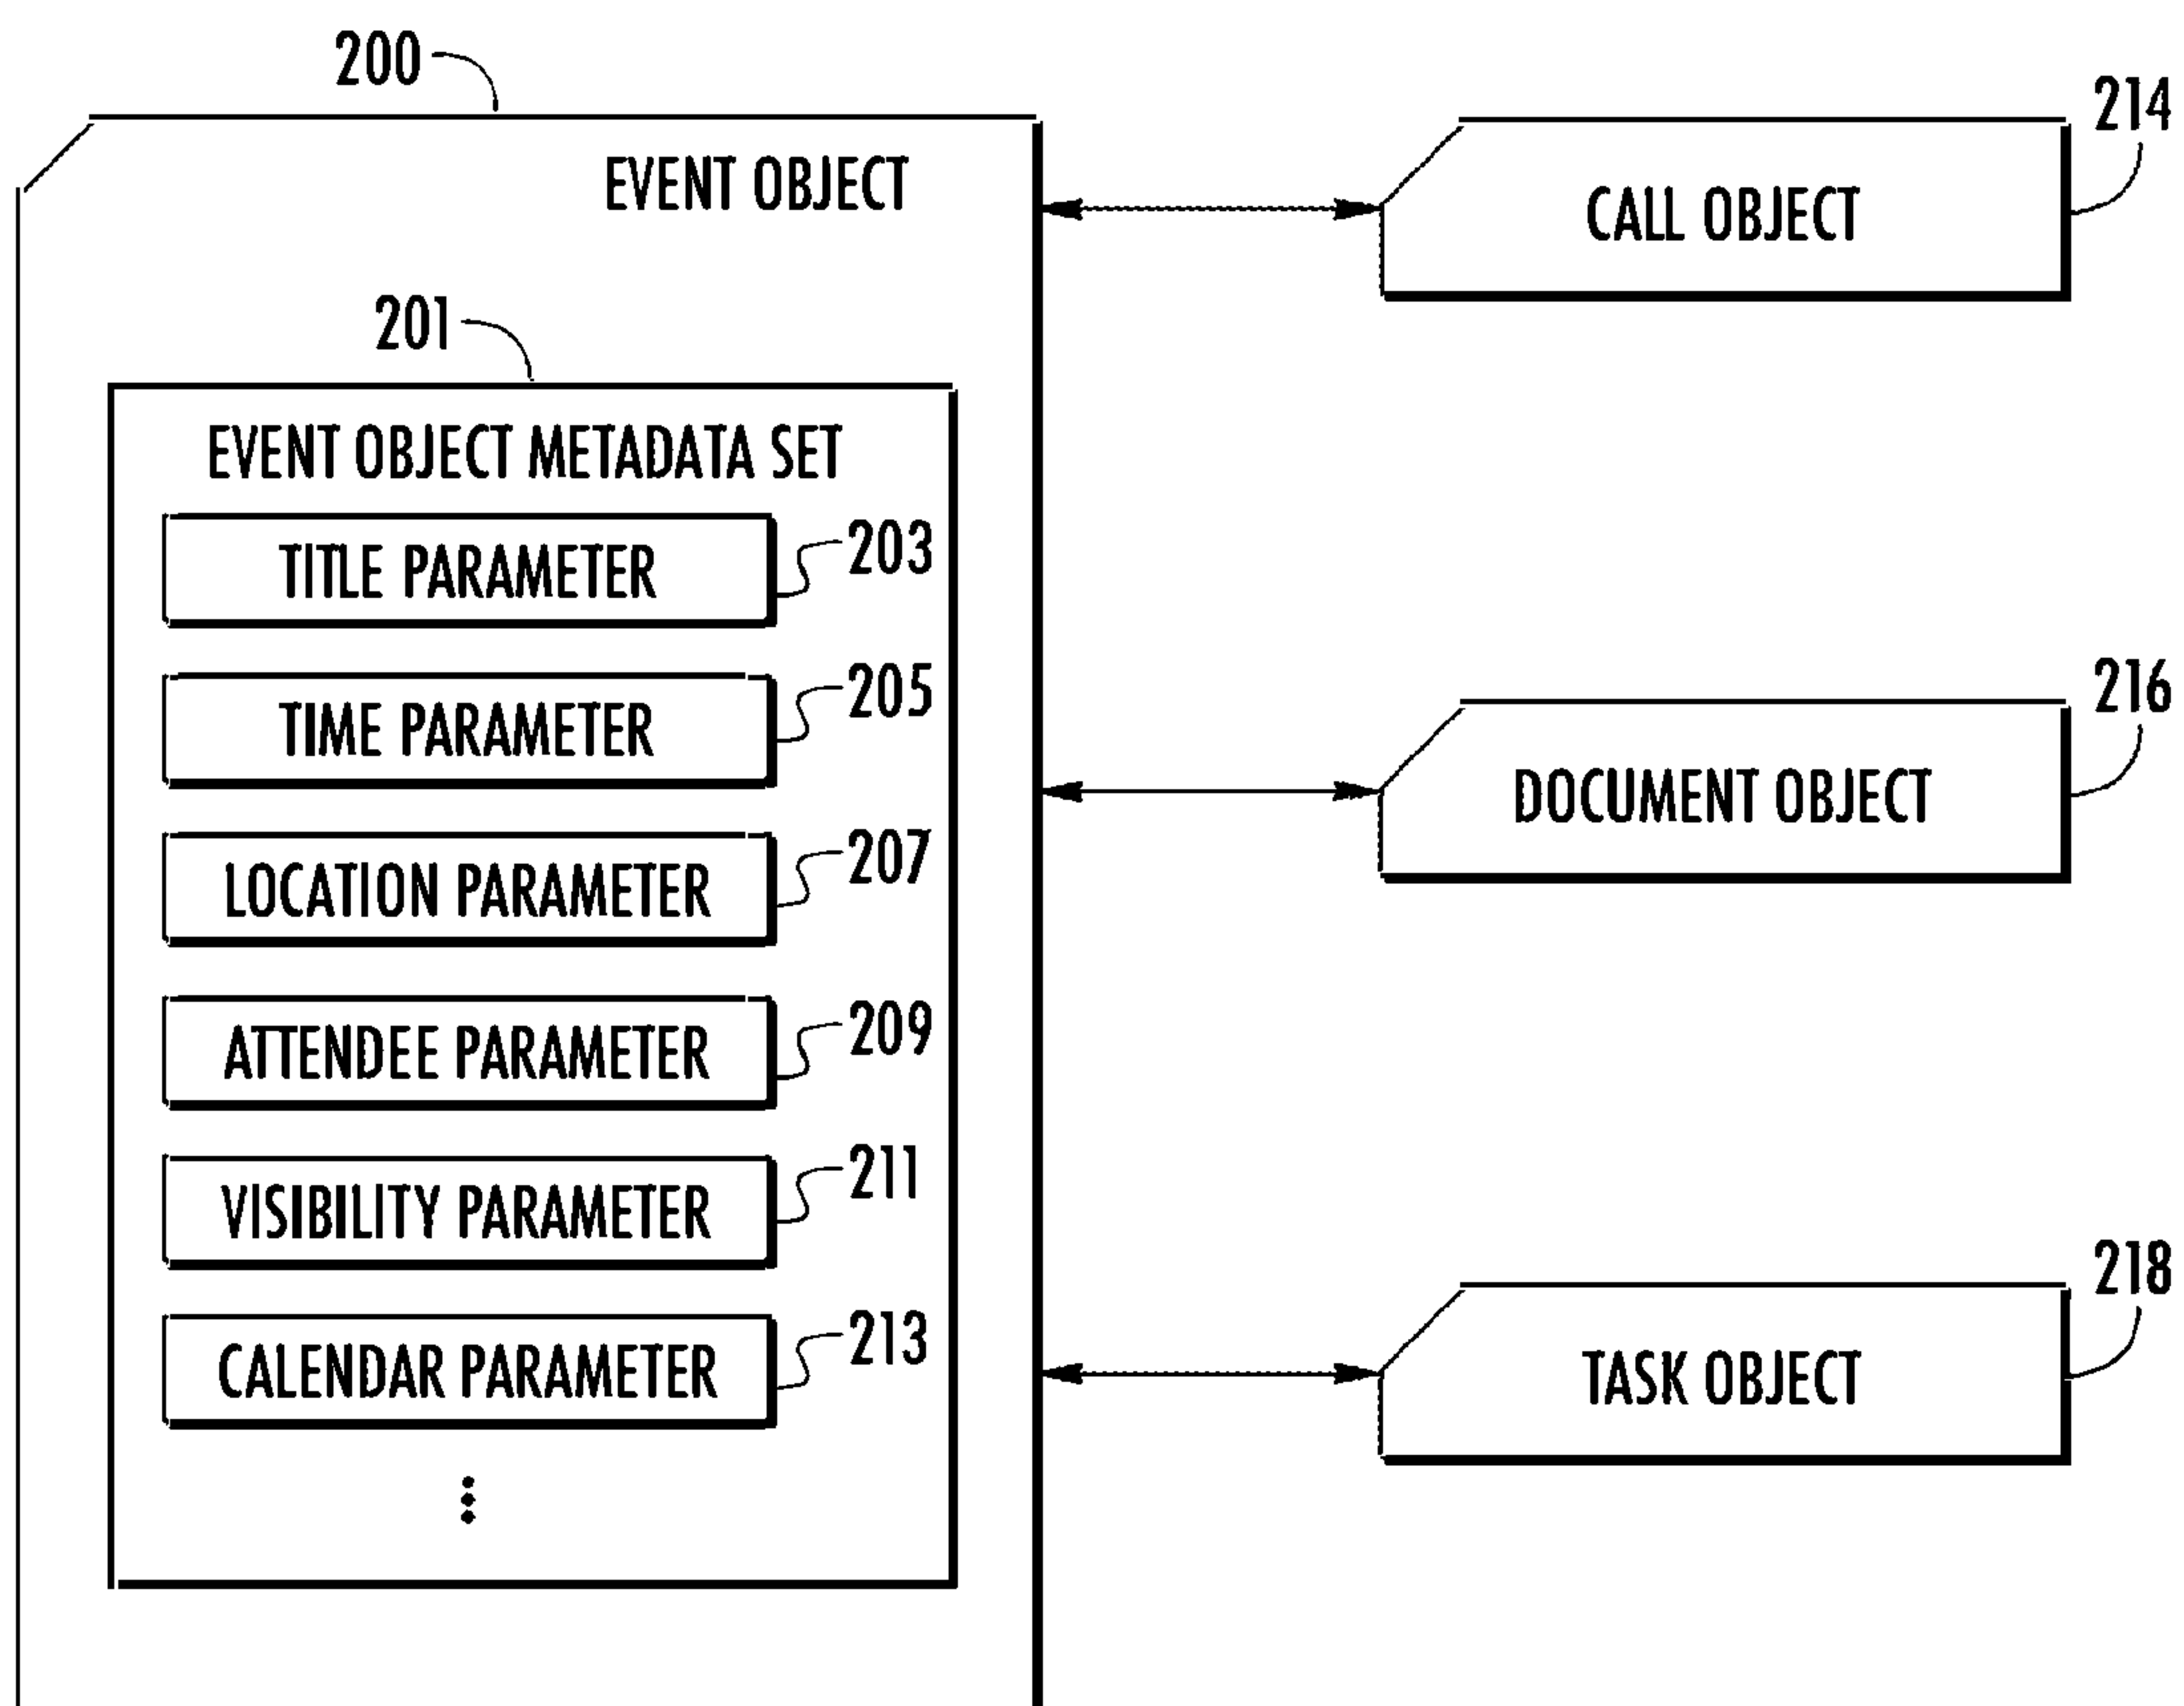 200
EVENT OBJECT
201
EVENT OBJECT METADATA SET
TITLE PARAMETER
203
TIME PARAMETER
205
LOCATION PARAMETER
207
ATTENDEE PARAMETER
209
VISIBILITY PARAMETER
211
CALENDAR PARAMETER
213
214
CALL OBJECT
216
DOCUMENT OBJECT
218
TASK OBJECT